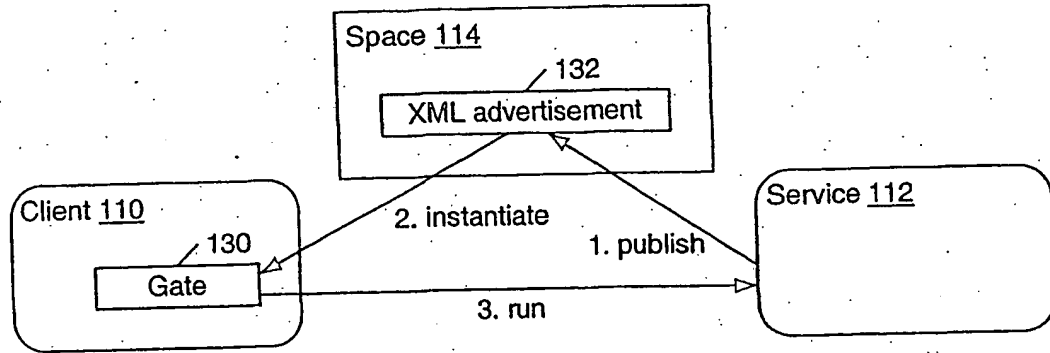 Space 114
132
XML advertisement
Client 110
2. instantiate
Service 112
130
1. publish
Gate
3. run